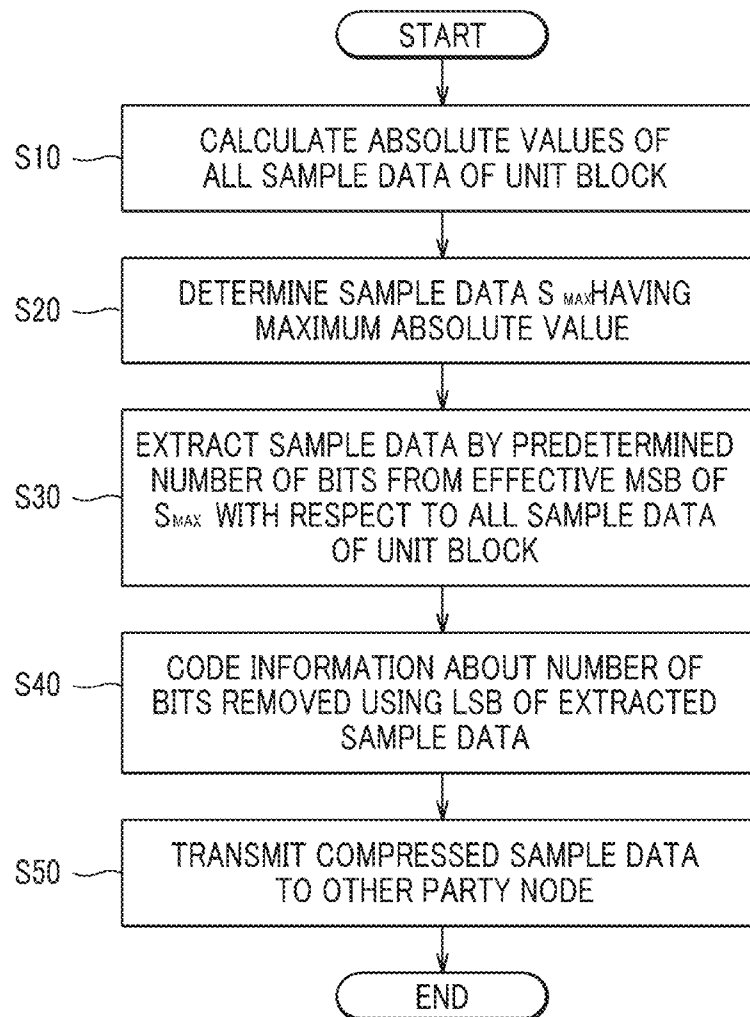 START
S10
CALCULATE ABSOLUTE VALUES OF
ALL SAMPLE DATA OF UNIT BLOCK
S20
DETERMINE SAMPLE DATA S MAX HAVING
MAXIMUM ABSOLUTE VALUE
S30
EXTRACT SAMPLE DATA BY PREDETERMINED
NUMBER OF BITS FROM EFFECTIVE MSB OF
SMAX WITH RESPECT TO ALL SAMPLE DATA
OF UNIT BLOCK
S40
CODE INFORMATION ABOUT NUMBER OF
BITS REMOVED USING LSB OF EXTRACTED
SAMPLE DATA
S50
TRANSMIT COMPRESSED SAMPLE DATA
TO OTHER PARTY NODE
END